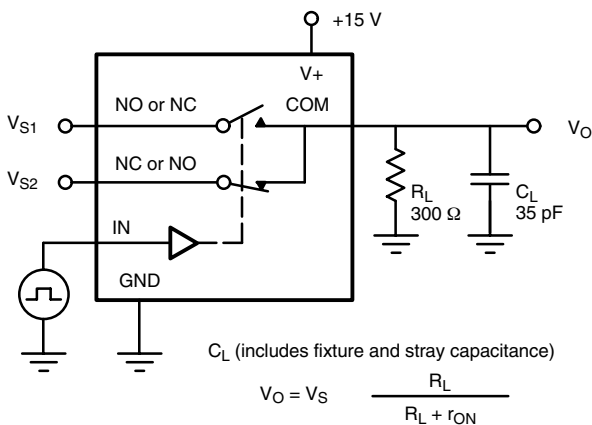 +15 V
V+
V_S1
NO or NC
COM
V_O
V_S2
NC or NO
R_L
300 Ω
C_L
35 pF
IN
GND
C_L (includes fixture and stray capacitance)
V_O = V_S R_L
R_L + r_ON